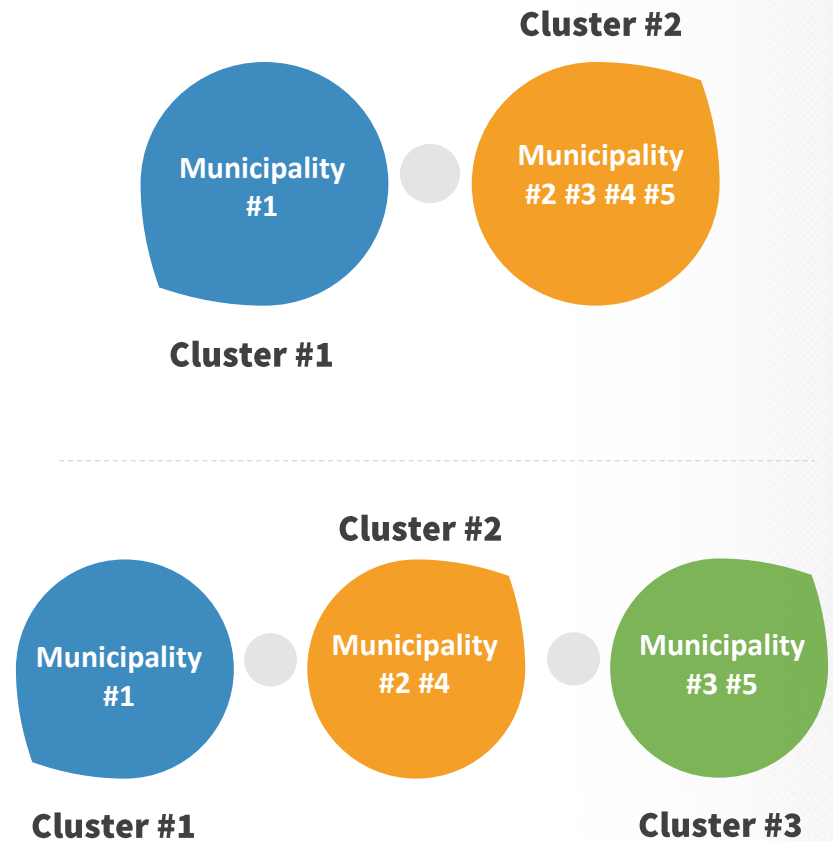 Cluster #2
Municipality
#1
Municipality
#2 #3 #4 #5
Cluster #1
Cluster #2
Municipality
#1
Municipality
#2 #4
Municipality
#3 #5
Cluster #1
Cluster #3